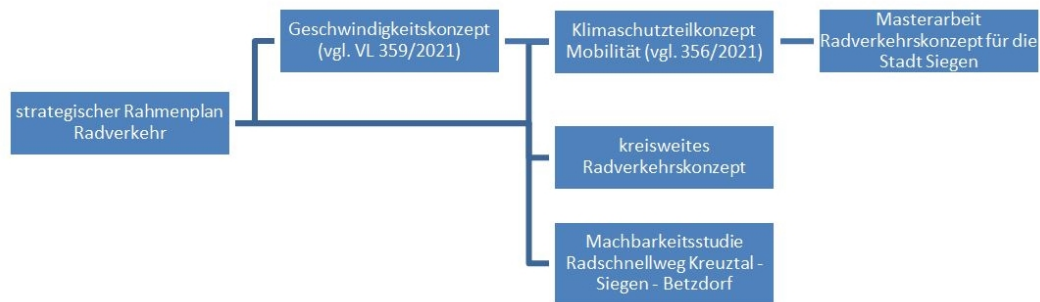 strategischer Rahmenplan
Radverkehr
Geschwindigkeitskonzept
(vgl. VL 359/2021)
Klimaschutzteilkonzept
Mobilität (vgl. 356/2021)
Masterarbeit
Radverkehrskonzept für die
Stadt Siegen
kreisweites
Radverkehrskonzept
Machbarkeitsstudie
Radschnellweg Kreuztal -
Siegen - Betzdorf